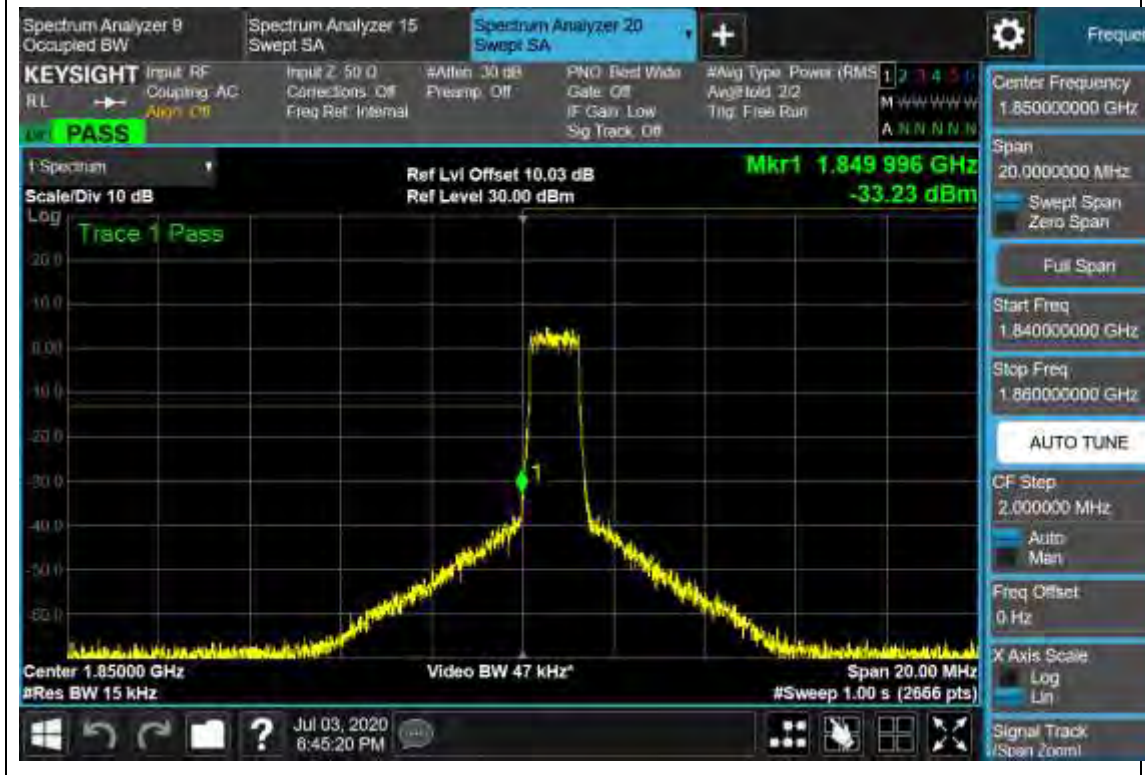 Spectrum Analyzer 9
Occupied BW
Spectrum Analyzer 15
Swept SA
Spectrum Analyzer 20
Swept SA
Frequen
KEYSIGHT
RL
Input: RF
Coupling: AC
Align: Off
Input Z: 50 Ω
Corrections: Off
Freq Ref: Internal
#Atten: 30 dB
Preamp: Off
PNO: Best Wide
Gate: Off
IF Gain: Low
Sig Track: Off
#Avg Type: Power (RMS
Avg|Hold: 2/2
Trig: Free Run
1 2 3 4 5 6
M W W W W W
A N N N N N
PASS
1 Spectrum
Scale/Div 10 dB
Ref Lvl Offset 10.03 dB
Ref Level 30.00 dBm
Mkr1 1.849 996 GHz
-33.23 dBm
Log
Trace 1 Pass
20.0
10.0
0.00
-10.0
-20.0
-30.0
-40.0
-50.0
-60.0
1
Center 1.85000 GHz
#Res BW 15 kHz
Video BW 47 kHz*
Span 20.00 MHz
#Sweep 1.00 s (2666 pts)
Center Frequency
1.850000000 GHz
Span
20.0000000 MHz
Swept Span
Zero Span
Full Span
Start Freq
1.840000000 GHz
Stop Freq
1.860000000 GHz
AUTO TUNE
CF Step
2.000000 MHz
Auto
Man
Freq Offset
0 Hz
X Axis Scale
Log
Lin
Signal Track
(Span Zoom)
?
Jul 03, 2020
6:45:20 PM